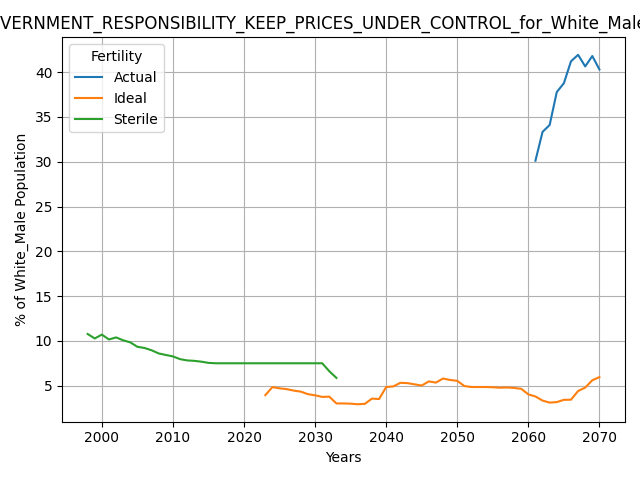 VERNMENT_RESPONSIBILITY_KEEP_PRICES_UNDER_CONTROL_for_White_Male
Fertility
Actual
Ideal
Sterile
% of White_Male Population
40
35
30
25
20
15
10
5
2000 2010 2020 2030 2040 2050 2060 2070
Years